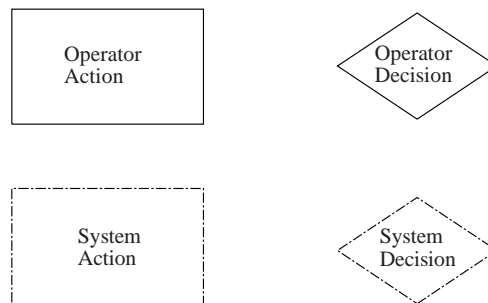 Operator
Action
Operator
Decision
System
Action
System
Decision